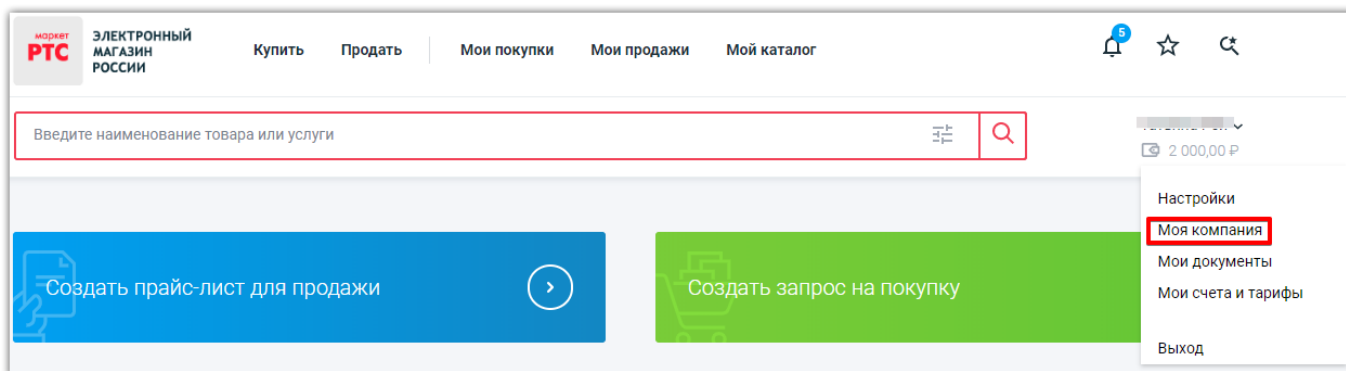 маркет
РТС
ЭЛЕКТРОННЫЙ
МАГАЗИН
РОССИИ
Купить
Продать
Мои покупки
Мои продажи
Мой каталог
5
Введите наименование товара или услуги
2 000,00 ₽
Настройки
Моя компания
Мои документы
Мои счета и тарифы
Выход
Создать прайс-лист для продажи
Создать запрос на покупку